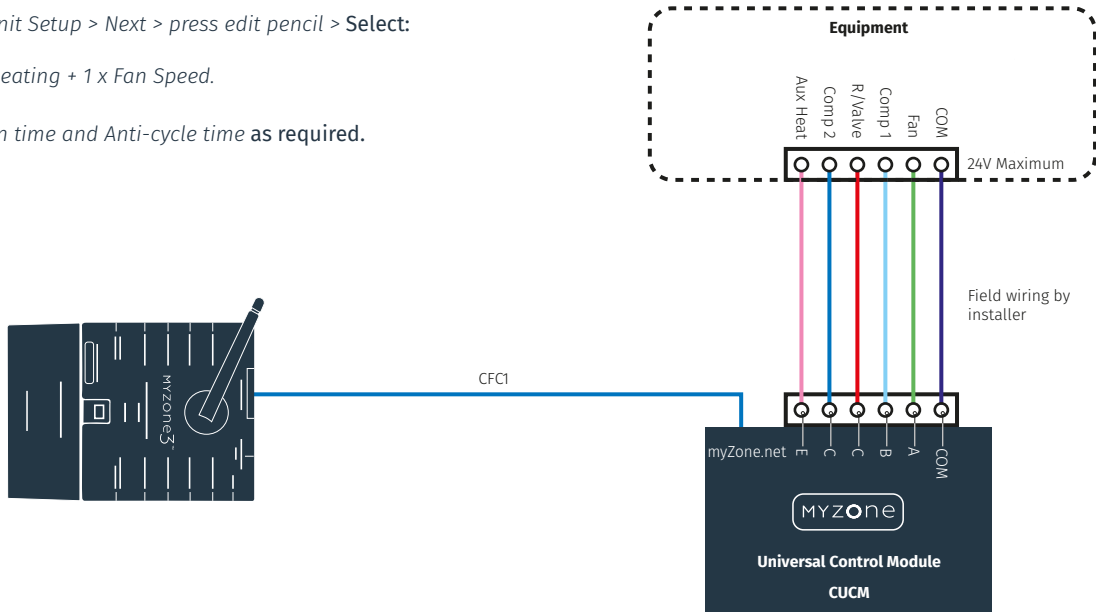 nit Setup > Next > press edit pencil > Select:
eating + 1 x Fan Speed.
n time and Anti-cycle time as required.
Equipment
Aux Heat
Comp 2
R/Valve
Comp 1
Fan
COM
24V Maximum
Field wiring by
installer
CFC1
MYZONE3
myZone.net
E
C
C
B
A
COM
MYZONE
Universal Control Module
CUCM